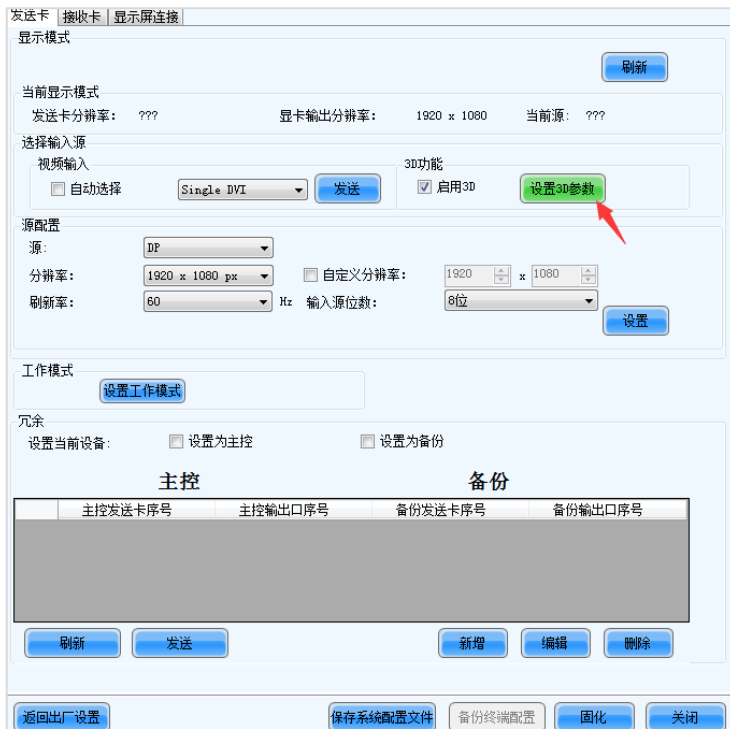 发送卡 接收卡 显示屏连接
显示模式
刷新
当前显示模式
发送卡分辨率： ??? 显卡输出分辨率： 1920 x 1080 当前源: ???
选择输入源
视频输入 3D功能
自动选择 Single DVI 发送 启用3D 设置3D参数
源配置
源: DP
分辨率： 1920 x 1080 px 自定义分辨率： 1920 x 1080
刷新率： 60 Hz 输入源位数： 8位
设置
工作模式
设置工作模式
冗余
设置当前设备: 设置为主控 设置为备份
主控 备份
主控发送卡序号 主控输出口序号 备份发送卡序号 备份输出口序号
刷新 发送 新增 编辑 删除
返回出厂设置 保存系统配置文件 备份终端配置 固化 关闭